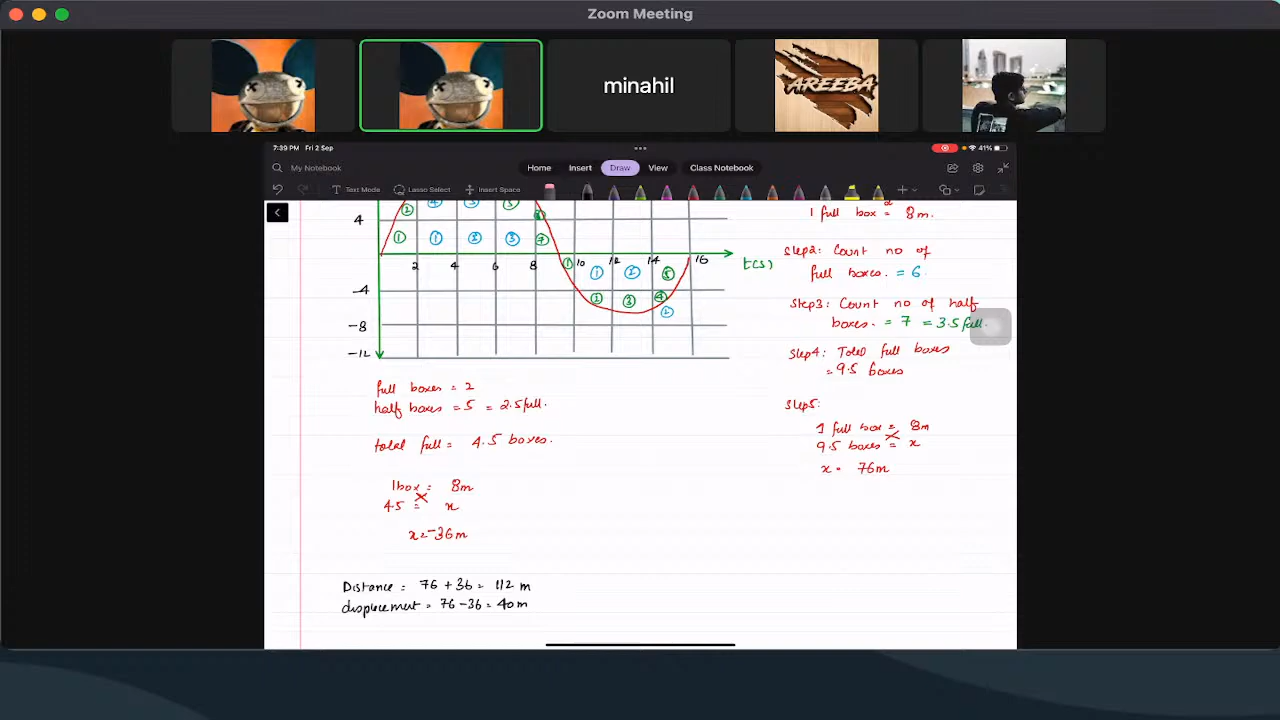 Zoom Meeting
minahil
AREEBA
7:39 PM Fri 2 Sep
41%
My Notebook
Home Insert Draw View Class Notebook
Text Mode Lasso Select Insert Space
4
-4
-8
-12
2 4 6 8 10 12 14 16
t(s)
1 full box = 8m.
Step2: Count no of
full boxes. = 6
Step3: Count no of half
boxes. = 7 = 3.5 full.
Step4: Total full boxes
= 9.5 boxes
Step5:
1 full box = 8m
9.5 boxes = x
x = 76m
full boxes = 2
half boxes = 5 = 2.5 full.
total full = 4.5 boxes.
1 box = 8m
4.5 = x
x = -36m
Distance = 76 + 36 = 112 m
displacement = 76 - 36 = 40 m